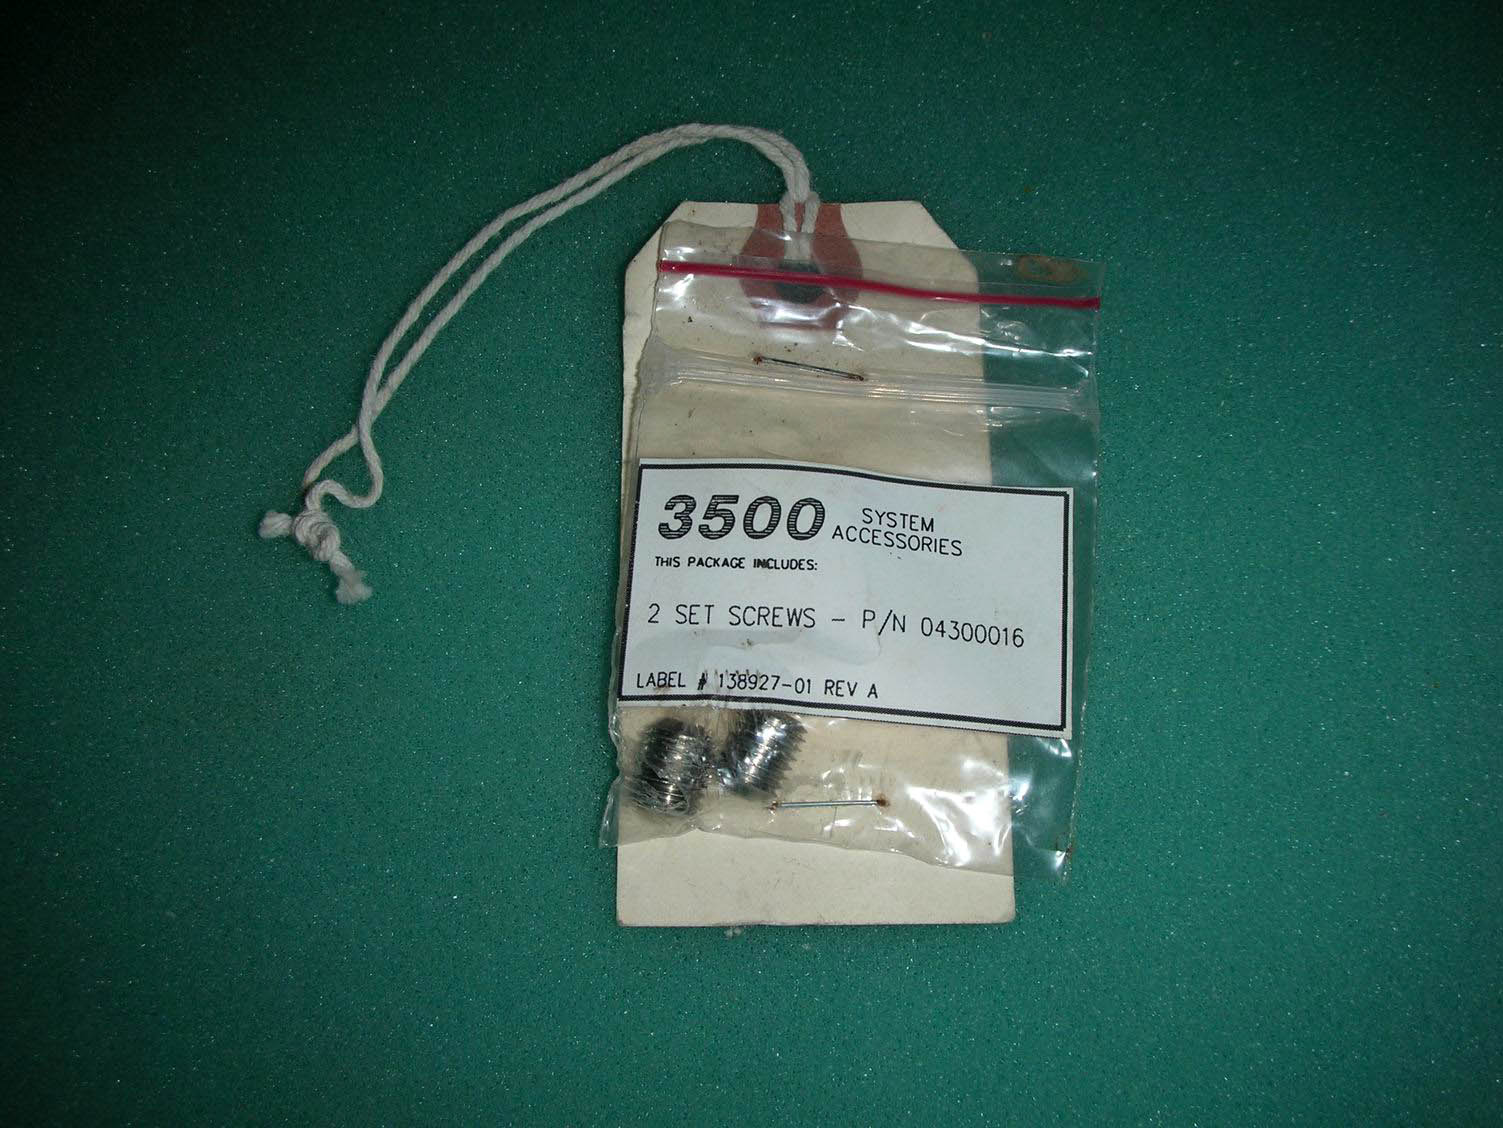 3500 SYSTEM
ACCESSORIES
THIS PACKAGE INCLUDES:
2 SET SCREWS - P/N 04300016
LABEL # 138927-01 REV A